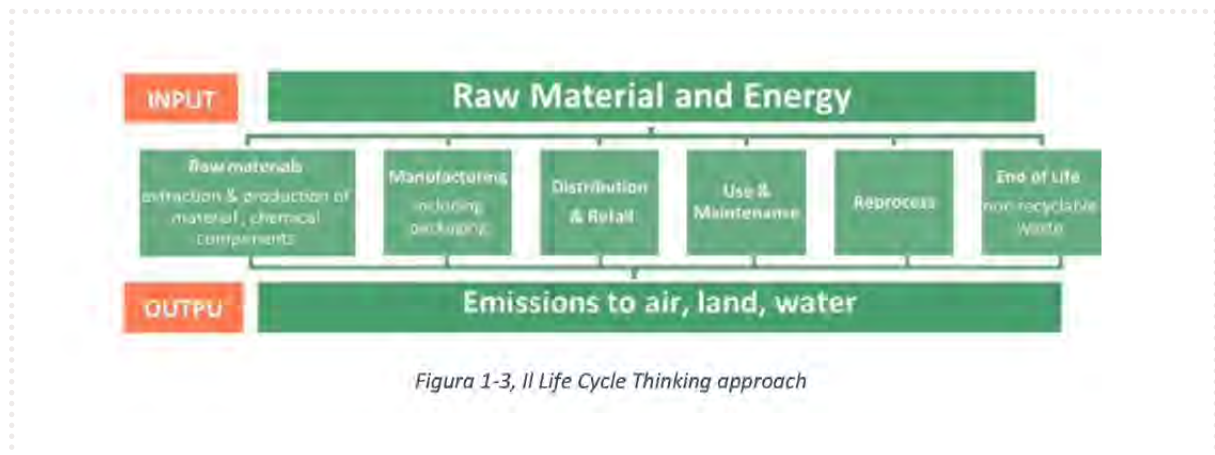 INPUT
Raw Material and Energy
Raw materials
extraction & production of
material, chemical
components
Manufacturing
including
packaging
Distribution
& Retail
Use &
Maintenance
Reprocess
End of Life
non recyclable
waste
OUTPU
Emissions to air, land, water
Figura 1-3, Il Life Cycle Thinking approach